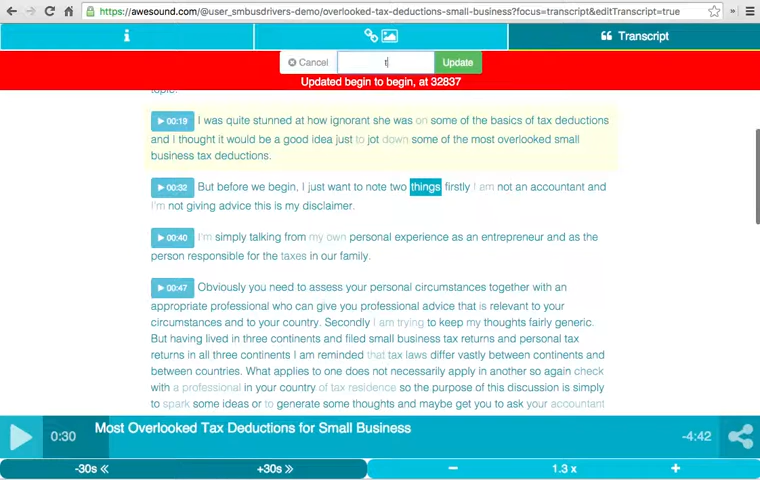 https://awesound.com/@user_smbusdrivers-demo/overlooked-tax-deductions-small-business?focus=transcript&editTranscript=true
Transcript
Cancel
Update
Updated begin to begin, at 32837
topic.
00:19 I was quite stunned at how ignorant she was on some of the basics of tax deductions
and I thought it would be a good idea just to jot down some of the most overlooked small
business tax deductions.
00:32 But before we begin, I just want to note two things firstly I am not an accountant and
I'm not giving advice this is my disclaimer.
00:40 I'm simply talking from my own personal experience as an entrepreneur and as the
person responsible for the taxes in our family.
00:47 Obviously you need to assess your personal circumstances together with an
appropriate professional who can give you professional advice that is relevant to your
circumstances and to your country. Secondly I am trying to keep my thoughts fairly generic.
But having lived in three continents and filed small business tax returns and personal tax
returns in all three continents I am reminded that tax laws differ vastly between continents and
between countries. What applies to one does not necessarily apply in another so again check
with a professional in your country of tax residence so the purpose of this discussion is simply
to spark some ideas or to generate some thoughts and maybe get you to ask your accountant
0:30
Most Overlooked Tax Deductions for Small Business
-4:42
-30s
+30s
1.3 x